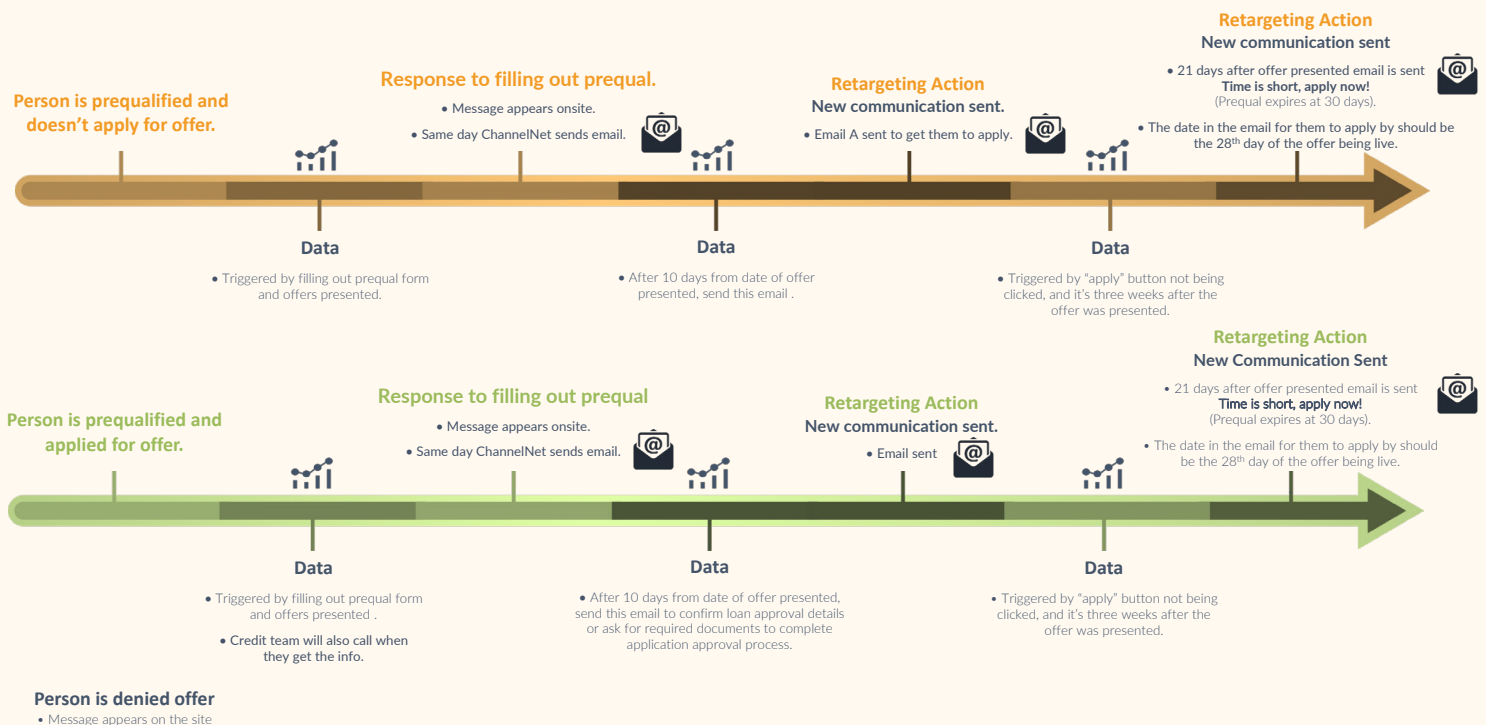 Person is prequalified and
doesn't apply for offer.
Data
• Triggered by filling out prequal form
and offers presented.
Response to filling out prequal.
• Message appears onsite.
• Same day ChannelNet sends email.
@
Data
• After 10 days from date of offer
presented, send this email .
Retargeting Action
New communication sent.
• Email A sent to get them to apply.
@
Data
• Triggered by “apply” button not being
clicked, and it’s three weeks after the
offer was presented.
Retargeting Action
New communication sent
• 21 days after offer presented email is sent
Time is short, apply now!
(Prequal expires at 30 days).
@
• The date in the email for them to apply by should be
the 28th day of the offer being live.
Person is prequalified and
applied for offer.
Data
• Triggered by filling out prequal form
and offers presented .
• Credit team will also call when
they get the info.
Response to filling out prequal
• Message appears onsite.
• Same day ChannelNet sends email.
@
Data
• After 10 days from date of offer presented,
send this email to confirm loan approval details
or ask for required documents to complete
application approval process.
Retargeting Action
New communication sent.
• Email sent
@
Data
• Triggered by “apply” button not being
clicked, and it’s three weeks after the
offer was presented.
Retargeting Action
New Communication Sent
• 21 days after offer presented email is sent
Time is short, apply now!
(Prequal expires at 30 days).
@
• The date in the email for them to apply by should
be the 28th day of the offer being live.
Person is denied offer
• Message appears on the site